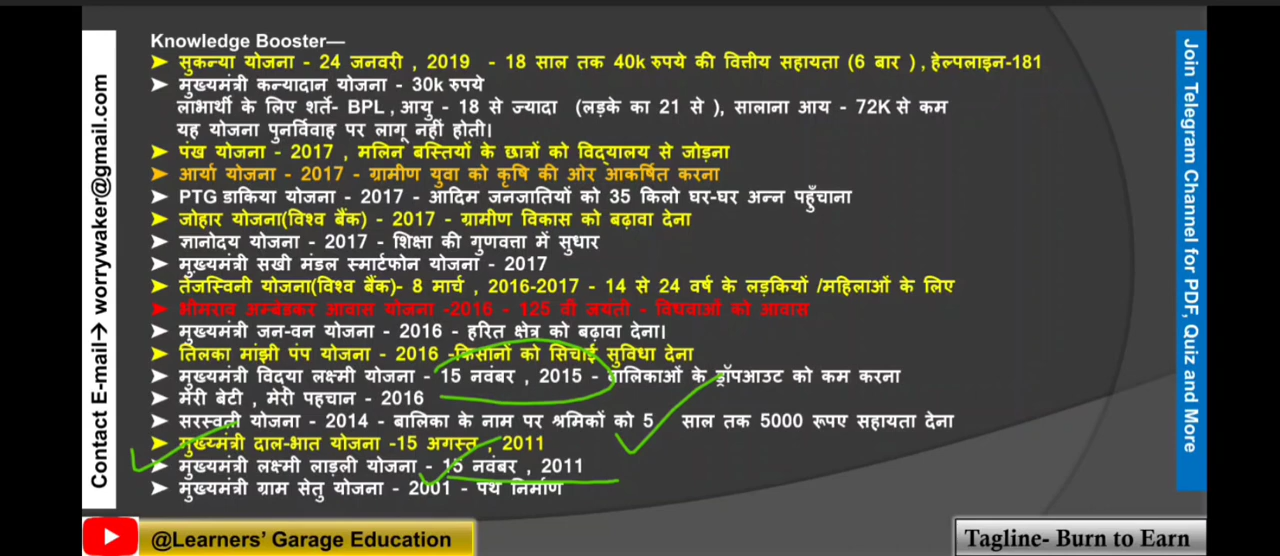 Knowledge Booster—
➤ सुकन्या योजना - 24 जनवरी , 2019 - 18 साल तक 40k रुपये की वित्तीय सहायता (6 बार ) , हेल्पलाइन-181
➤ मुख्यमंत्री कन्यादान योजना - 30k रुपये
लाभार्थी के लिए शर्ते- BPL , आयु - 18 से ज्यादा (लड़के का 21 से ), सालाना आय - 72K से कम
यह योजना पुनर्विवाह पर लागू नहीं होती।
➤ पंख योजना - 2017 , मलिन बस्तियों के छात्रों को विद्यालय से जोड़ना
➤ आर्या योजना - 2017 - ग्रामीण युवा को कृषि की ओर आकर्षित करना
➤ PTG डाकिया योजना - 2017 - आदिम जनजातियों को 35 किलो घर-घर अन्न पहुँचाना
➤ जोहार योजना(विश्व बैंक) - 2017 - ग्रामीण विकास को बढ़ावा देना
➤ ज्ञानोदय योजना - 2017 - शिक्षा की गुणवत्ता में सुधार
➤ मुख्यमंत्री सखी मंडल स्मार्टफोन योजना - 2017
➤ तेजस्विनी योजना(विश्व बैंक)- 8 मार्च , 2016-2017 - 14 से 24 वर्ष के लड़कियों /महिलाओं के लिए
➤ भीमराव अम्बेडकर आवास योजना -2016 - 125 वी जयंती - विधवाओं को आवास
➤ मुख्यमंत्री जन-वन योजना - 2016 - हरित क्षेत्र को बढ़ावा देना।
➤ तिलका मांझी पंप योजना - 2016 -किसानों को सिचाई सुविधा देना
➤ मुख्यमंत्री विद्या लक्ष्मी योजना - 15 नवंबर , 2015 - बालिकाओं के ड्रॉपआउट को कम करना
➤ मेरी बेटी , मेरी पहचान - 2016
➤ सरस्वती योजना - 2014 - बालिका के नाम पर श्रमिकों को 5 साल तक 5000 रूपए सहायता देना
➤ मुख्यमंत्री दाल-भात योजना -15 अगस्त , 2011
➤ मुख्यमंत्री लक्ष्मी लाड़ली योजना - 15 नवंबर , 2011
➤ मुख्यमंत्री ग्राम सेतु योजना - 2001 - पथ निर्माण
Contact E-mail→ worrywaker@gmail.com
Join Telegram Channel for PDF, Quiz and More
@Learners’ Garage Education
Tagline- Burn to Earn